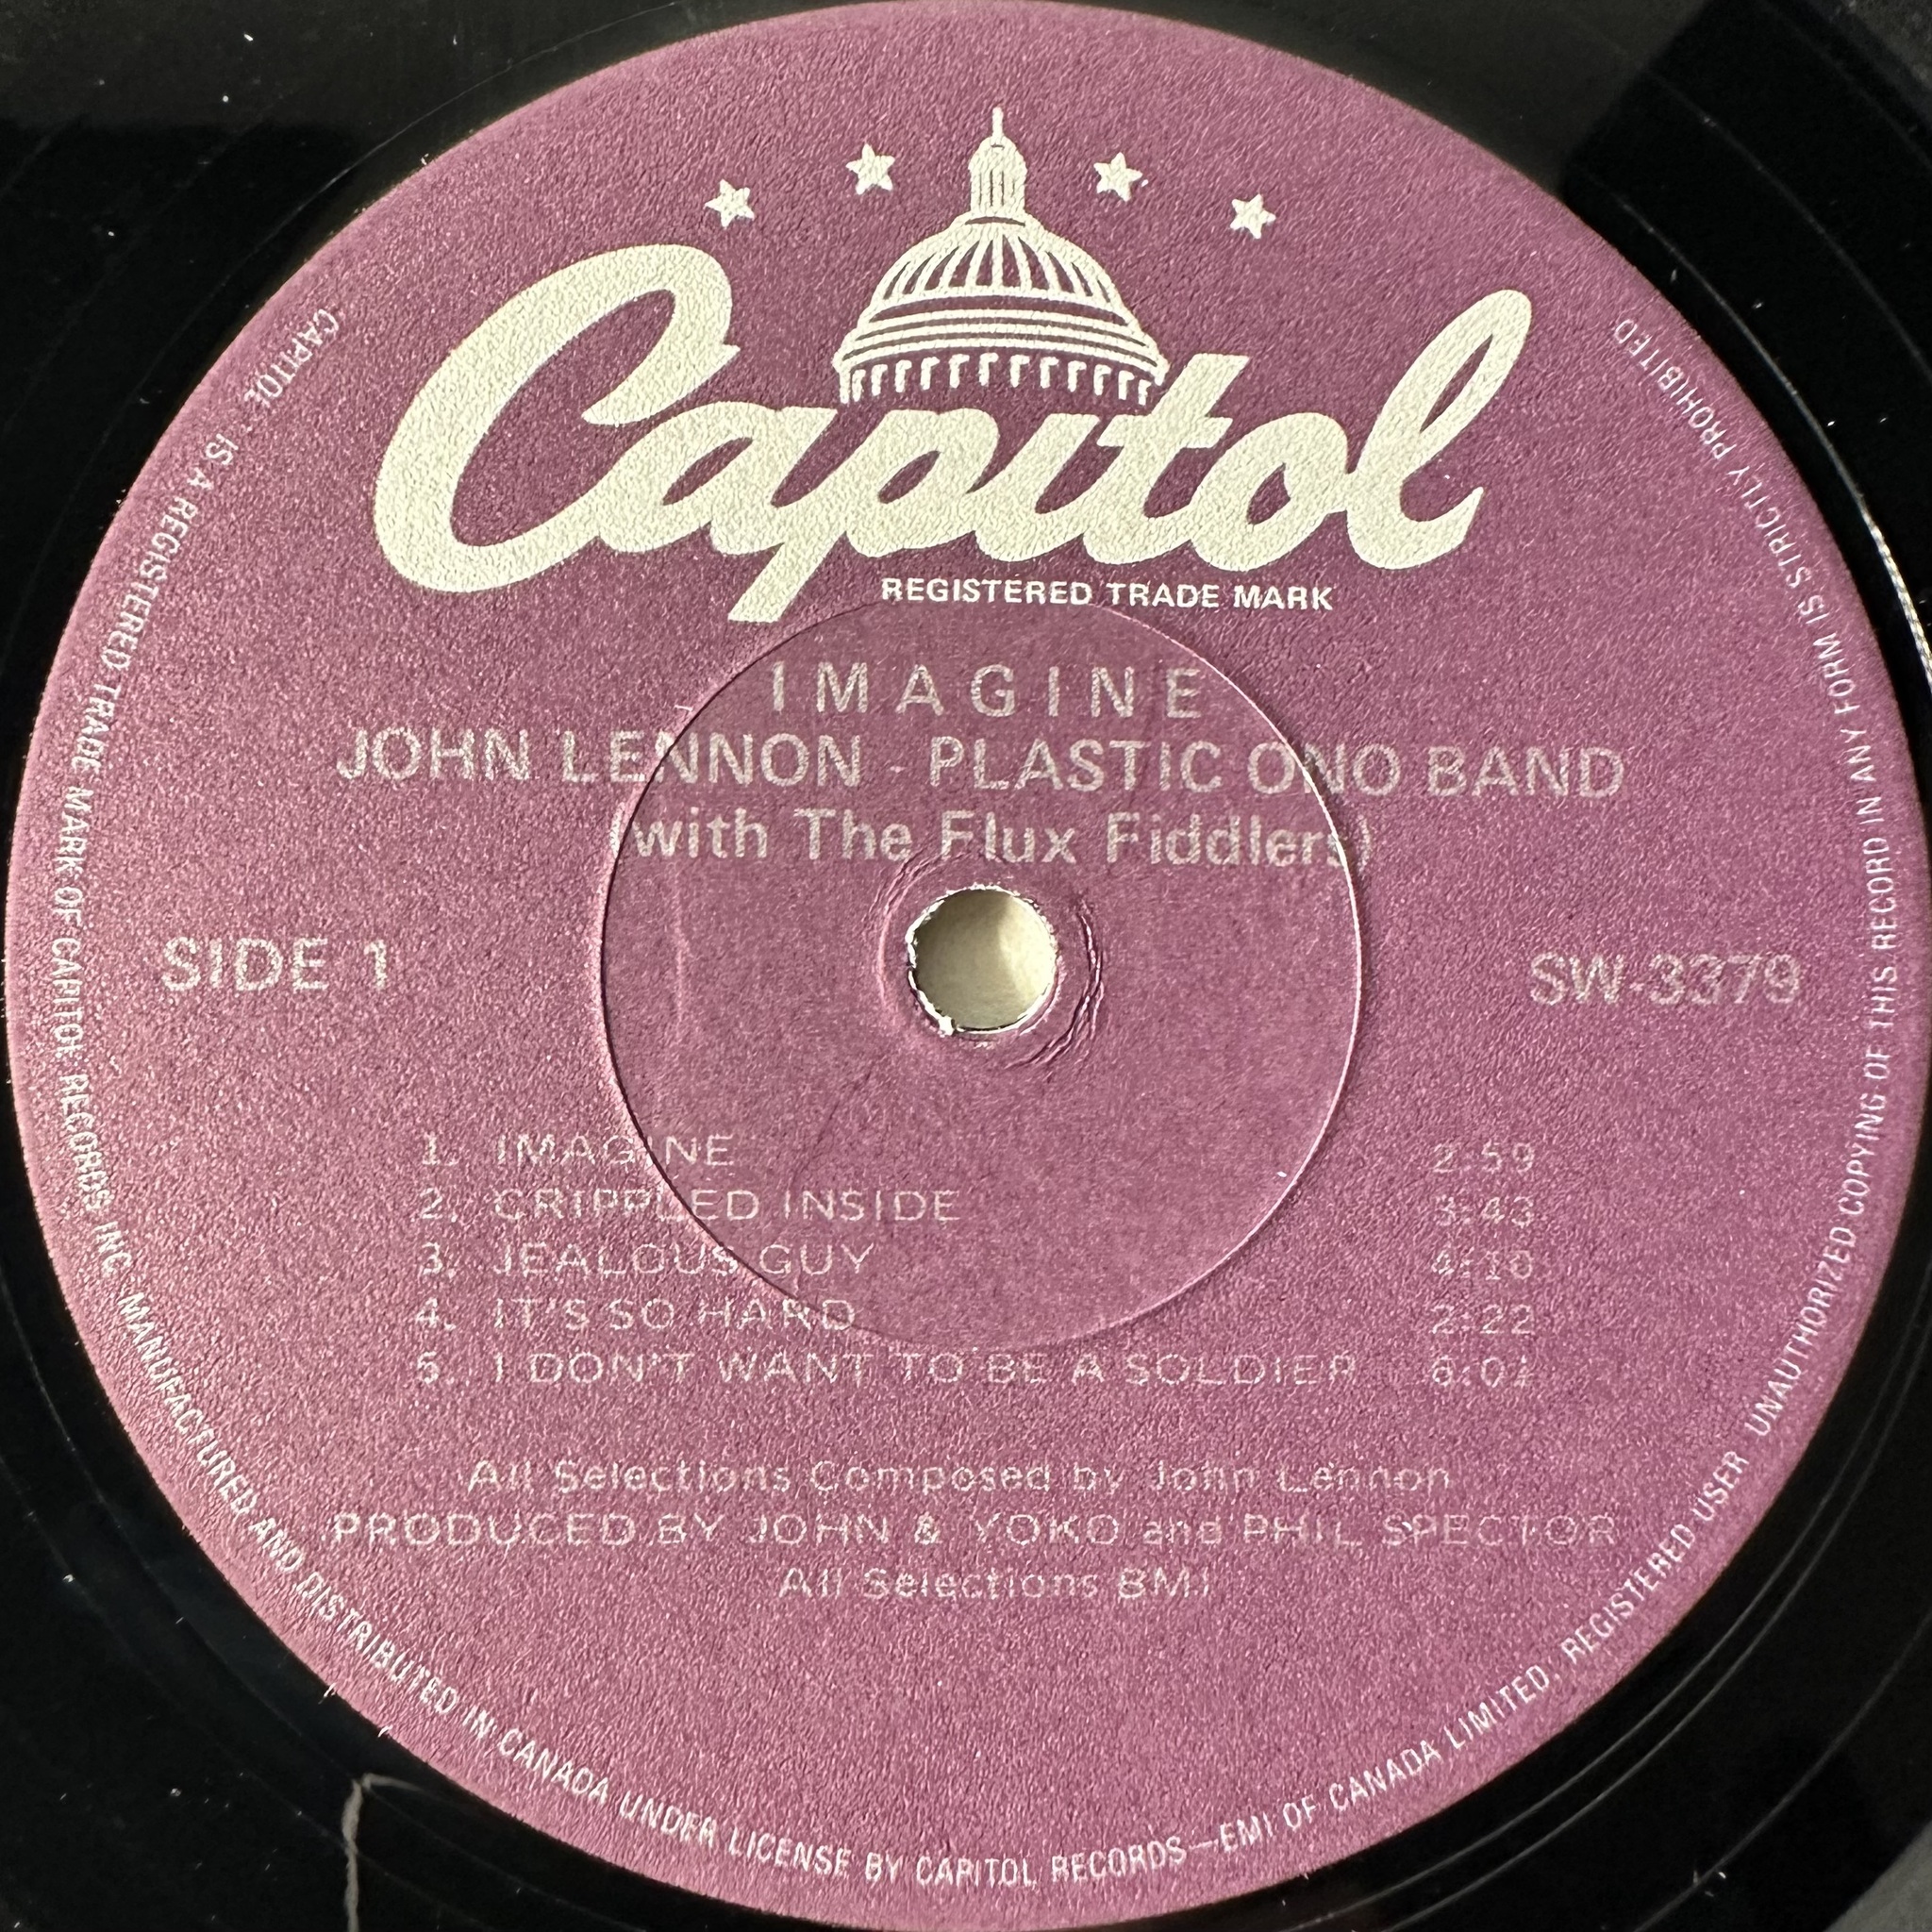 Capitol
REGISTERED TRADE MARK
IMAGINE
JOHN LENNON - PLASTIC ONO BAND
(with The Flux Fiddlers)
SIDE 1
SW-3379
1. IMAGINE 2:59
2. CRIPPLED INSIDE 3:43
3. JEALOUS GUY 4:10
4. IT'S SO HARD 2:22
5. I DON'T WANT TO BE A SOLDIER 6:01
All Selections Composed by John Lennon
PRODUCED BY JOHN & YOKO and PHIL SPECTOR
All Selections BMI
CAPITOL" IS A REGISTERED TRADE MARK OF CAPITOL RECORDS INC. MANUFACTURED AND DISTRIBUTED IN CANADA UNDER LICENSE BY CAPITOL RECORDS—EMI OF CANADA LIMITED, REGISTERED USER UNAUTHORIZED COPYING OF THIS RECORD IN ANY FORM IS STRICTLY PROHIBITED